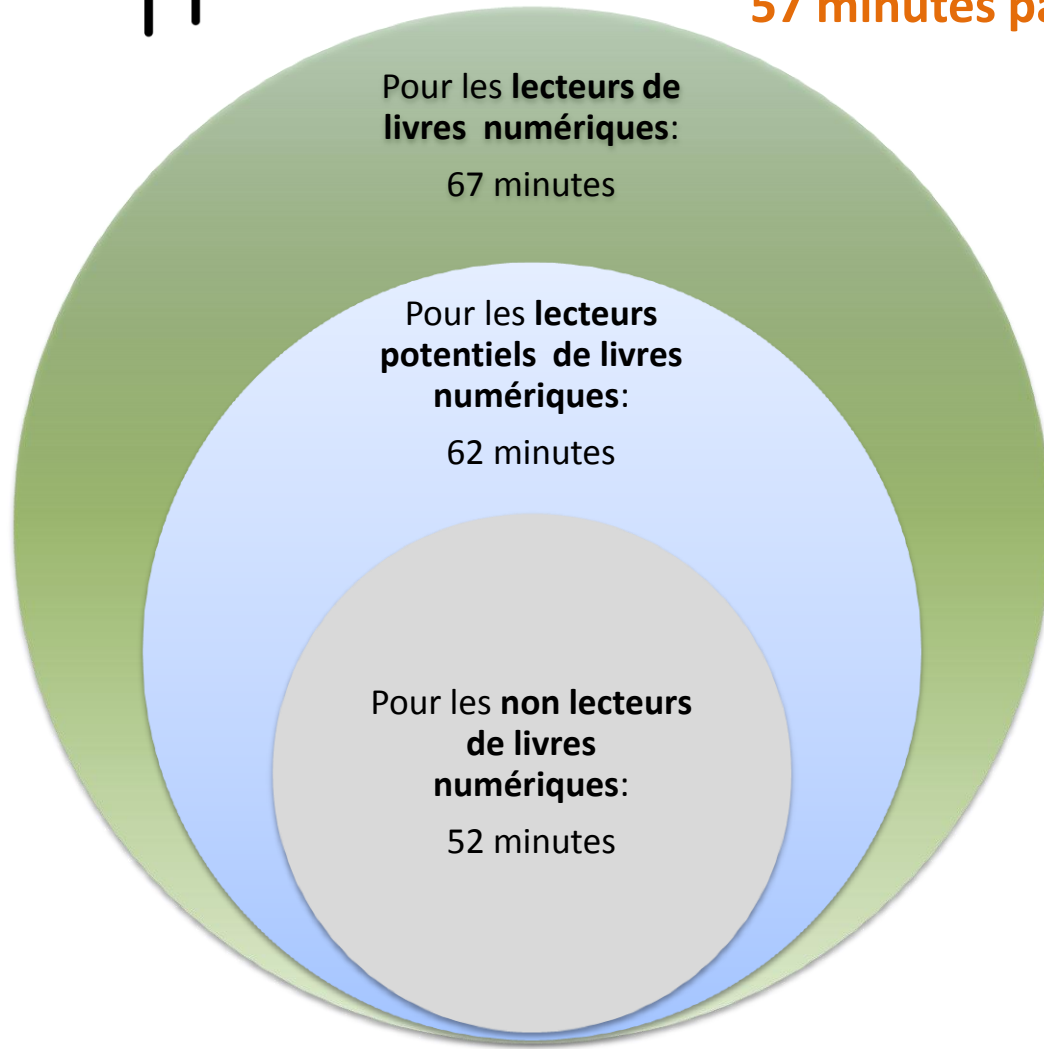 57 minutes pa
Pour les lecteurs de
livres numériques:
67 minutes
Pour les lecteurs
potentiels de livres
numériques:
62 minutes
Pour les non lecteurs
de livres
numériques:
52 minutes